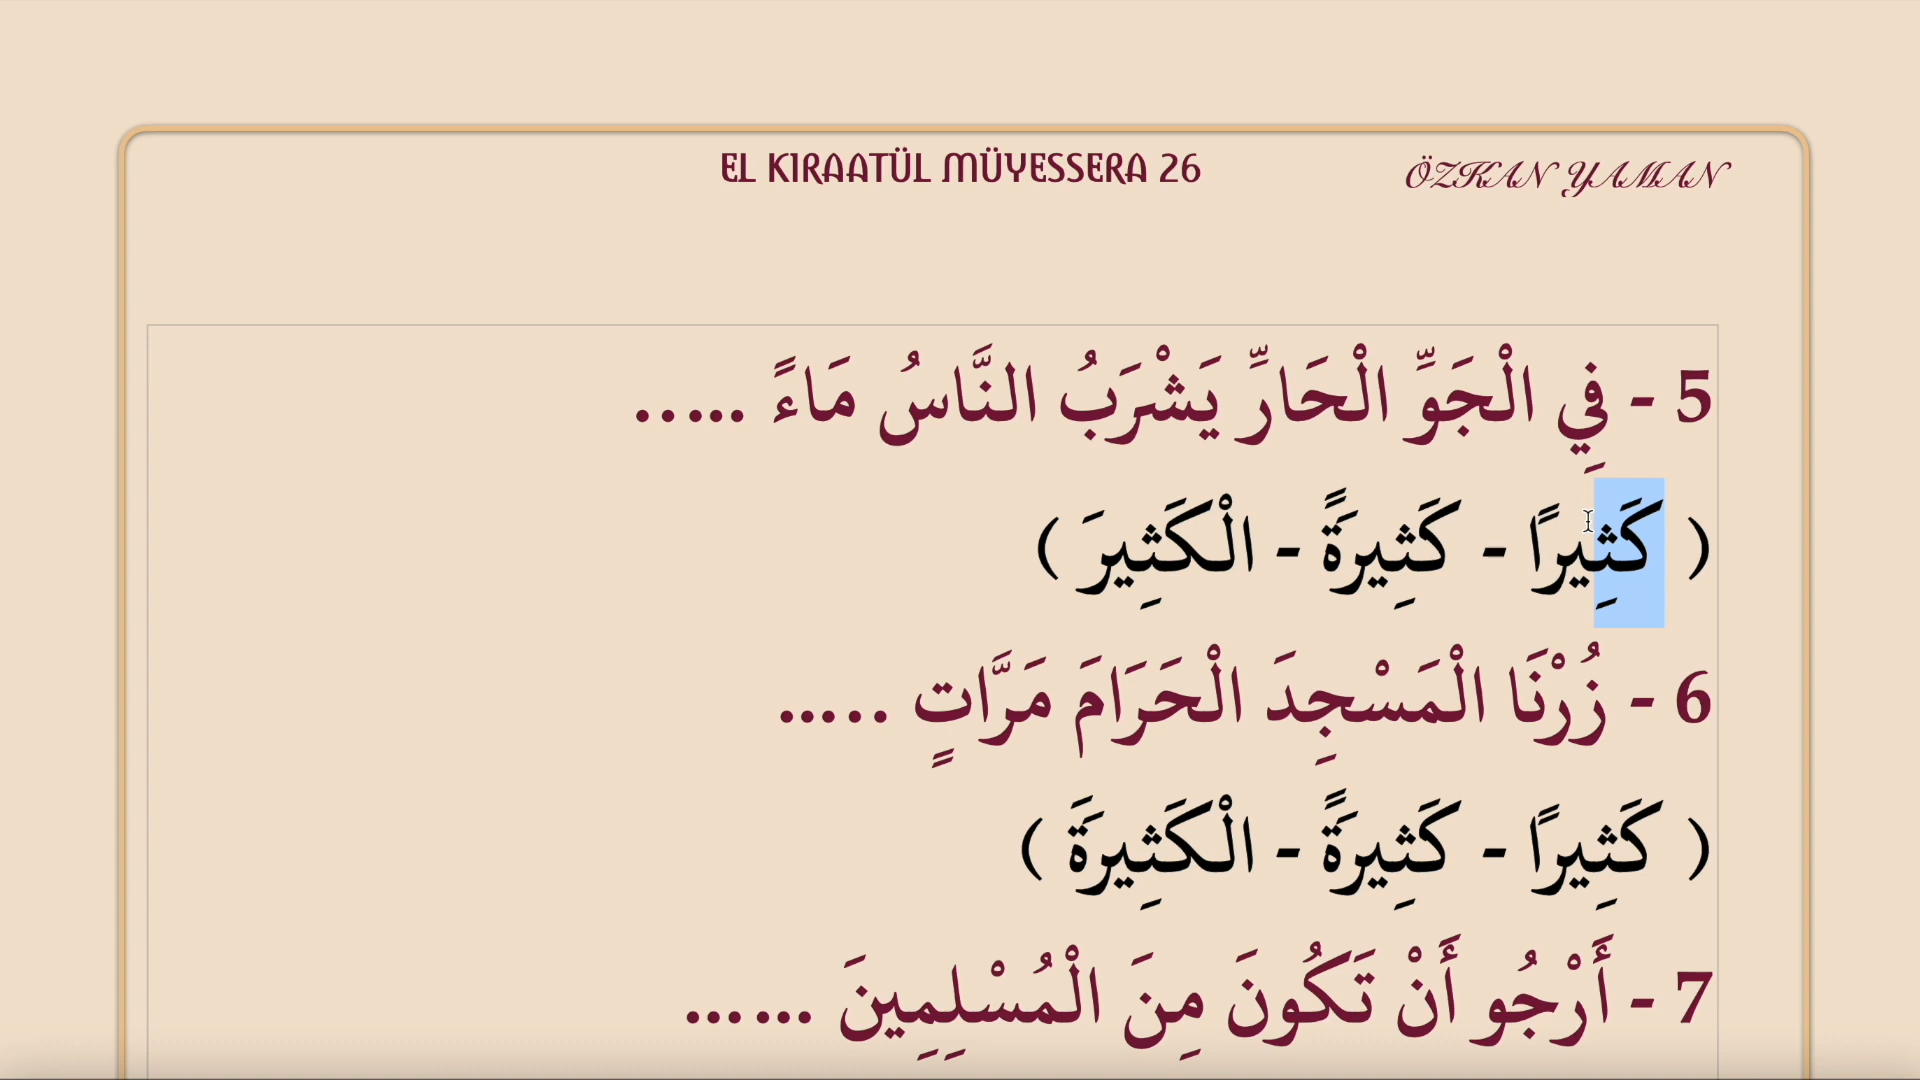 EL KIRAATÜL MÜYESSERA 26
ÖZKAN YAMAN
5 - فِي الْجَوِّ الْحَارِّ يَشْرَبُ النَّاسُ مَاءً .....
( كَثِيرًا - كَثِيرَةً - الْكَثِيرَ )
6 - زُرْنَا الْمَسْجِدَ الْحَرَامَ مَرَّاتٍ .....
( كَثِيرًا - كَثِيرَةً - الْكَثِيرَةَ )
7 - أَرْجُو أَنْ تَكُونَ مِنَ الْمُسْلِمِينَ ......